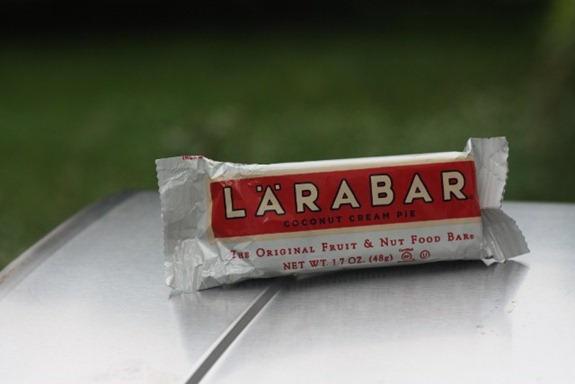 LÄRABAR
COCONUT CREAM PIE
THE ORIGINAL FRUIT & NUT FOOD BAR®
NET WT. 1.7 OZ. (48g)